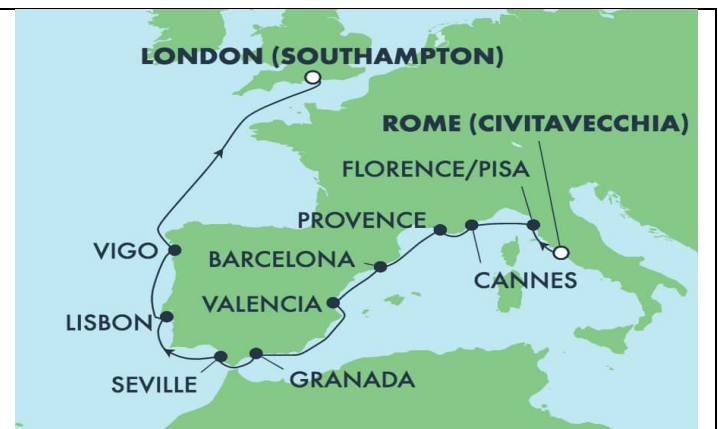 LONDON (SOUTHAMPTON)
ROME (CIVITAVECCHIA)
FLORENCE/PISA
PROVENCE
VIGO
BARCELONA
CANNES
VALENCIA
LISBON
SEVILLE
GRANADA